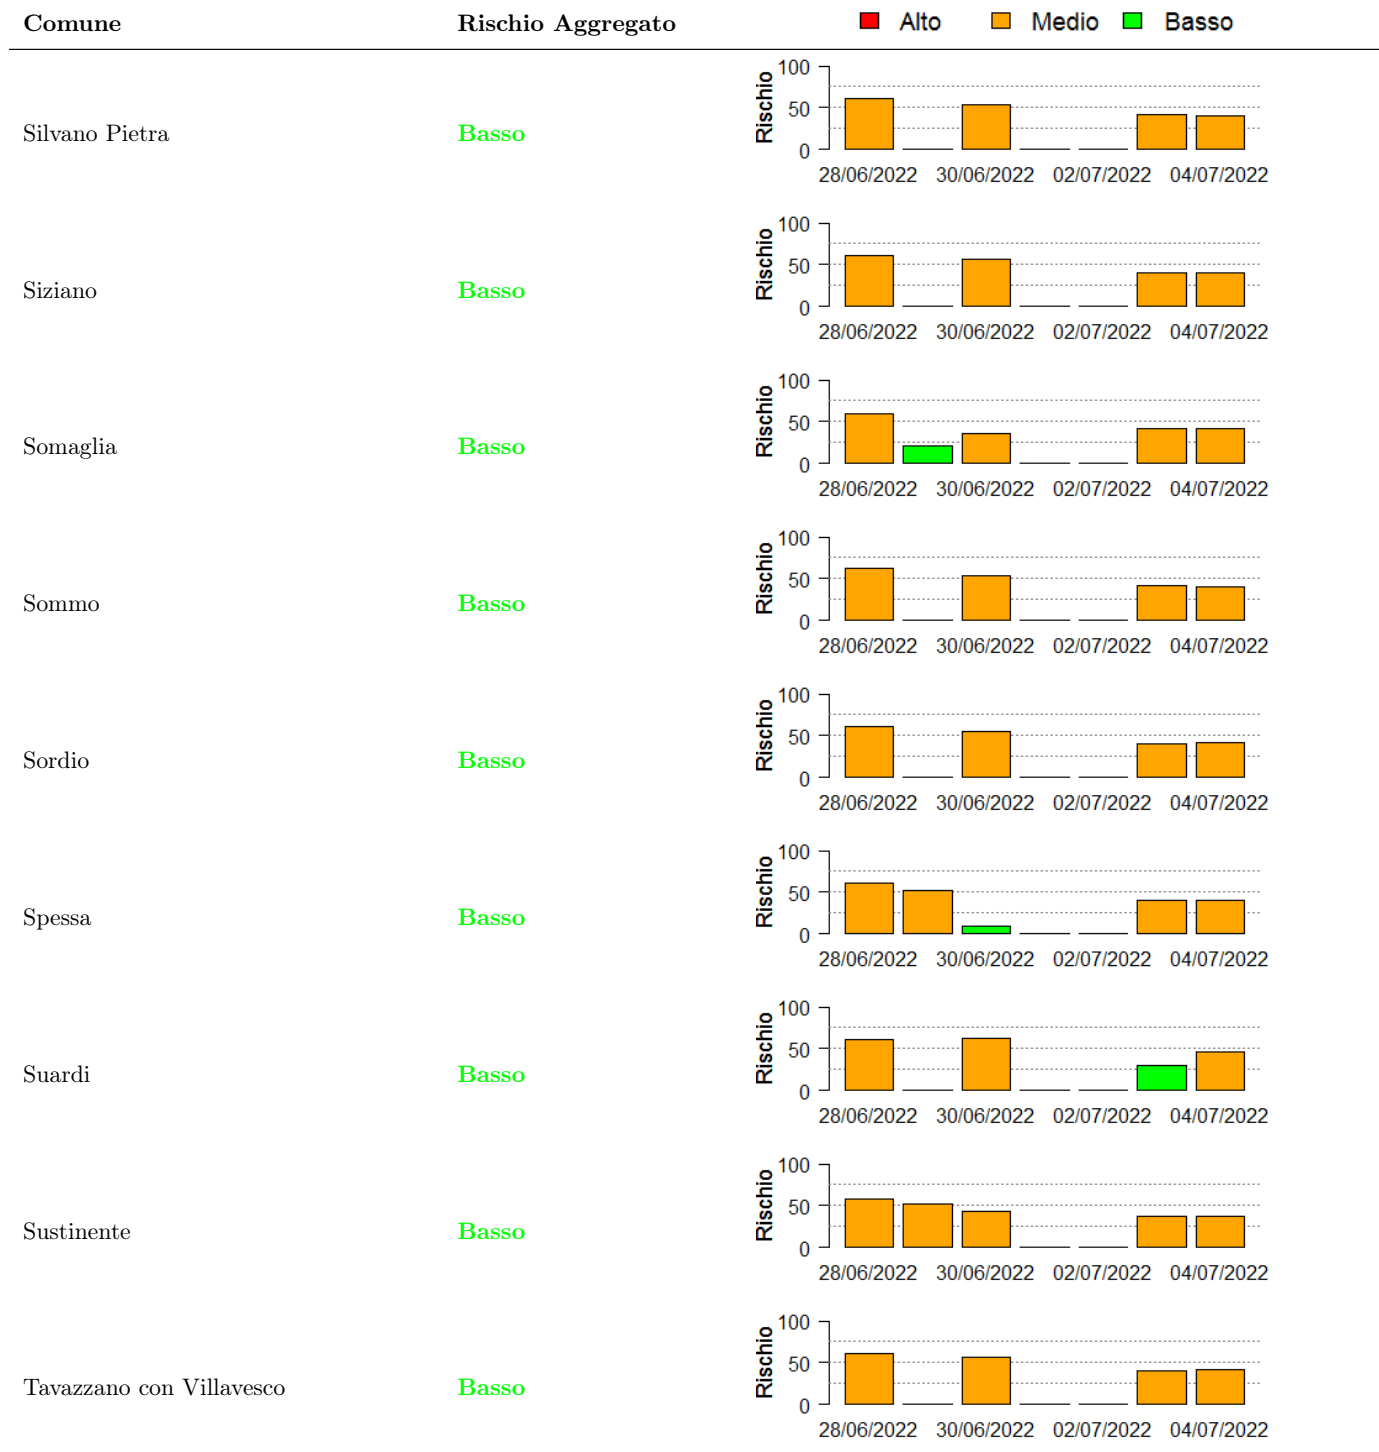 Comune Rischio Aggregato Alto Medio Basso
100
50
0
Rischio
Silvano Pietra Basso
28/06/2022 30/06/2022 02/07/2022 04/07/2022
100
50
0
Rischio
Siziano Basso
28/06/2022 30/06/2022 02/07/2022 04/07/2022
100
50
0
Rischio
Somaglia Basso
28/06/2022 30/06/2022 02/07/2022 04/07/2022
100
50
0
Rischio
Sommo Basso
28/06/2022 30/06/2022 02/07/2022 04/07/2022
100
50
0
Rischio
Sordio Basso
28/06/2022 30/06/2022 02/07/2022 04/07/2022
100
50
0
Rischio
Spessa Basso
28/06/2022 30/06/2022 02/07/2022 04/07/2022
100
50
0
Rischio
Suardi Basso
28/06/2022 30/06/2022 02/07/2022 04/07/2022
100
50
0
Rischio
Sustinente Basso
28/06/2022 30/06/2022 02/07/2022 04/07/2022
100
50
0
Rischio
Tavazzano con Villavesco Basso
28/06/2022 30/06/2022 02/07/2022 04/07/2022